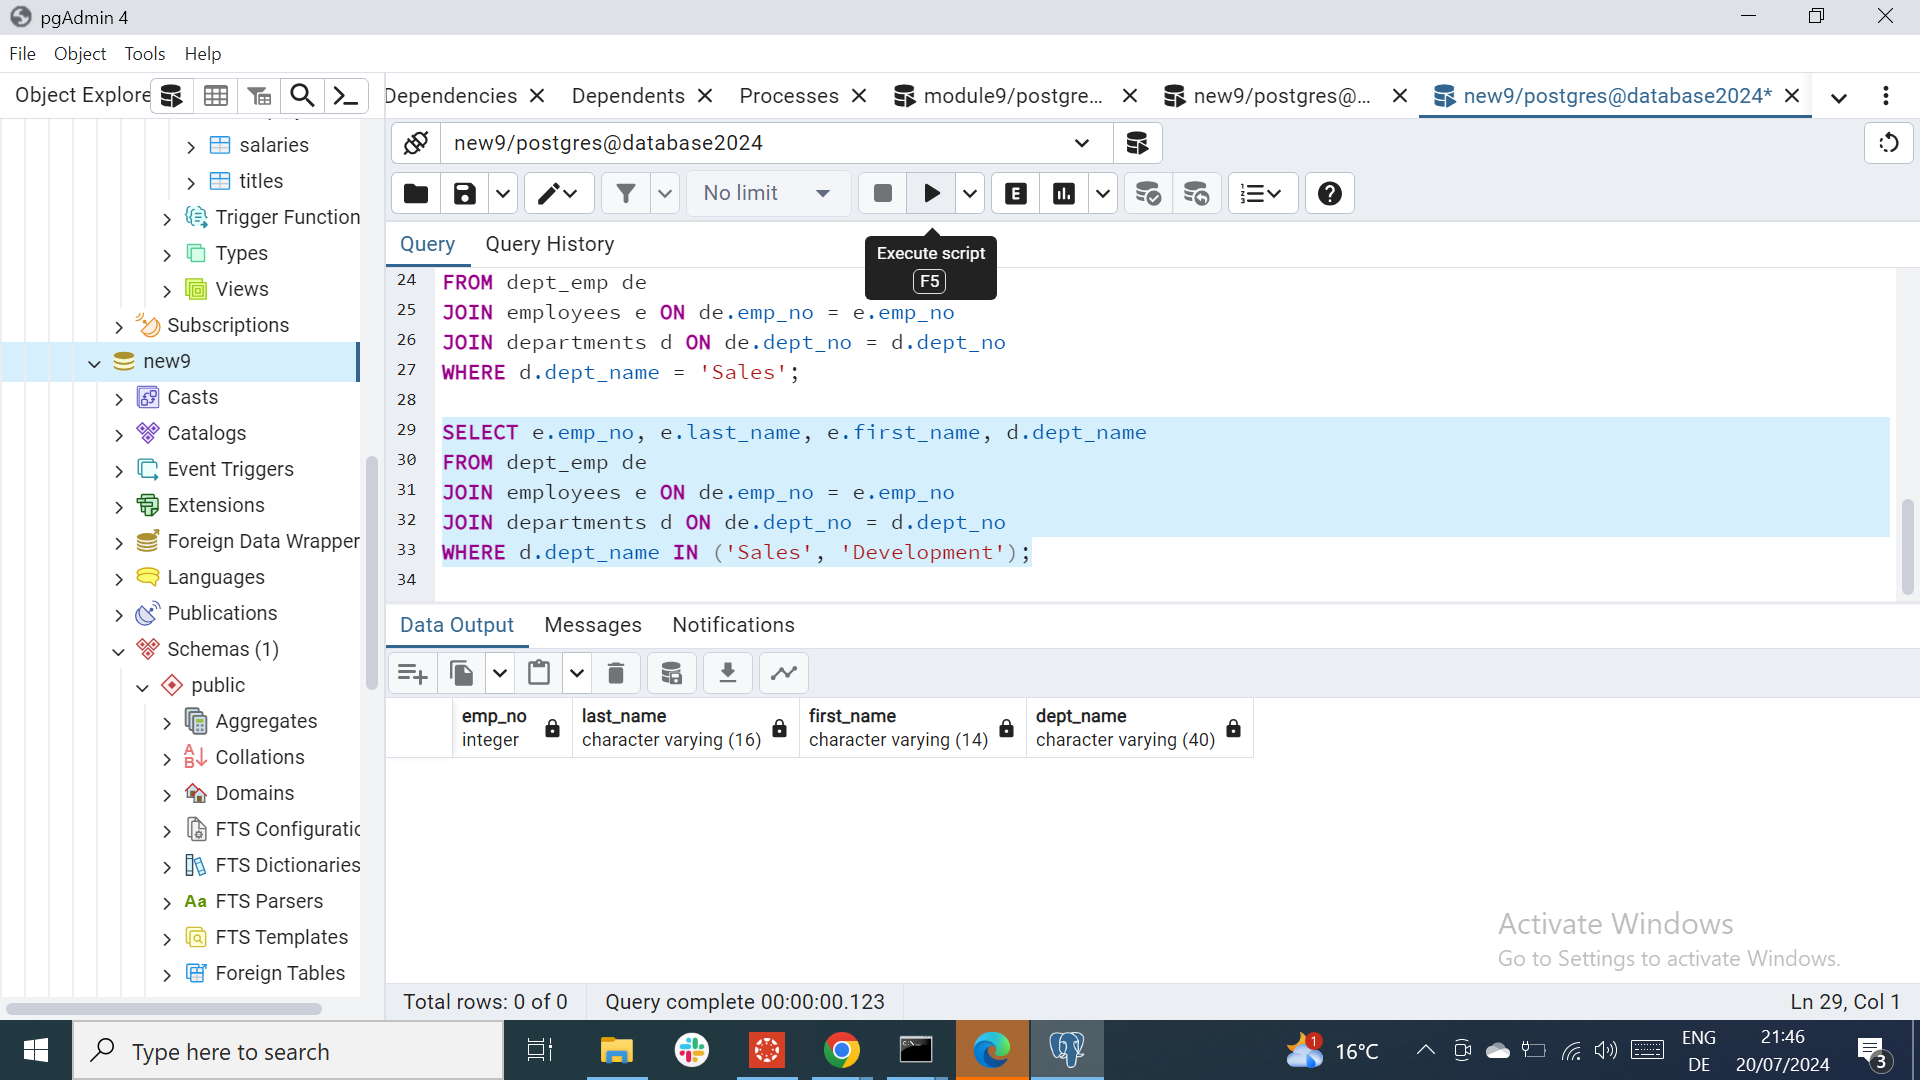 pgAdmin 4
File Object Tools Help
Object Explore
Dependencies Dependents Processes module9/postgre... new9/postgres@... new9/postgres@database2024*
salaries
titles
Trigger Function
Types
Views
Subscriptions
new9
Casts
Catalogs
Event Triggers
Extensions
Foreign Data Wrapper
Languages
Publications
Schemas (1)
public
Aggregates
Collations
Domains
FTS Configuratic
FTS Dictionaries
Aa FTS Parsers
FTS Templates
Foreign Tables
new9/postgres@database2024
No limit
E
Query Query History
Execute script
F5
24 FROM dept_emp de
25 JOIN employees e ON de.emp_no = e.emp_no
26 JOIN departments d ON de.dept_no = d.dept_no
27 WHERE d.dept_name = 'Sales';
28
29 SELECT e.emp_no, e.last_name, e.first_name, d.dept_name
30 FROM dept_emp de
31 JOIN employees e ON de.emp_no = e.emp_no
32 JOIN departments d ON de.dept_no = d.dept_no
33 WHERE d.dept_name IN ('Sales', 'Development');
34
Data Output Messages Notifications
emp_no last_name first_name dept_name
integer character varying (16) character varying (14) character varying (40)
Activate Windows
Go to Settings to activate Windows.
Total rows: 0 of 0 Query complete 00:00:00.123 Ln 29, Col 1
Type here to search
1
16°C
ENG
DE
21:46
20/07/2024
3